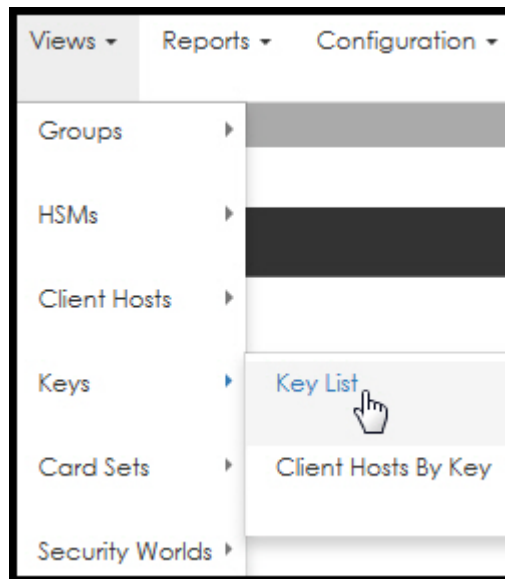 Views Reports Configuration
Groups
HSMs
Client Hosts
Keys
Key List
Card Sets
Client Hosts By Key
Security Worlds